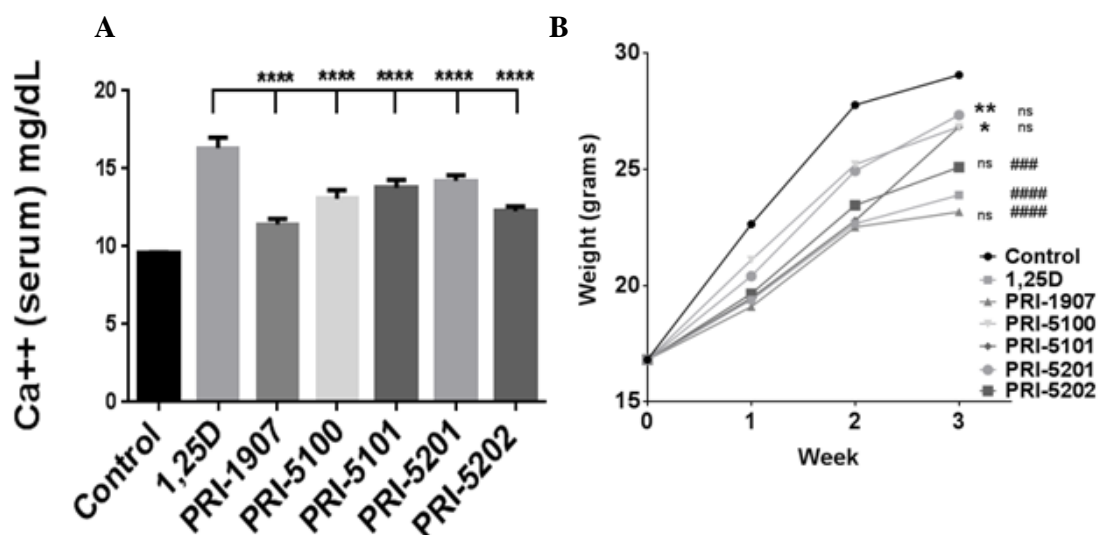 A
Ca++ (serum) mg/dL
20
15
10
5
0
**** **** **** **** ****
Control
1,25D
PRI-1907
PRI-5100
PRI-5101
PRI-5201
PRI-5202
B
Weight (grams)
30
25
20
15
0 1 2 3
Week
** ns
* ns
ns ###
####
ns ####
Control
1,25D
PRI-1907
PRI-5100
PRI-5101
PRI-5201
PRI-5202